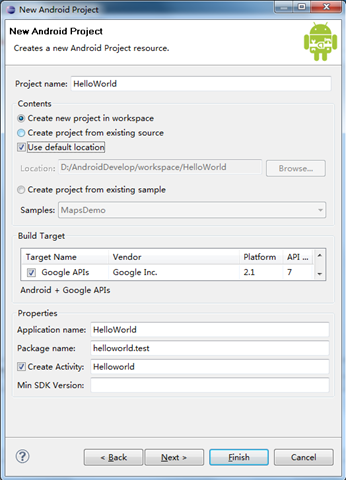 New Android Project
New Android Project
Creates a new Android Project resource.
Project name: HelloWorld
Contents
Create new project in workspace
Create project from existing source
Use default location
Location: D:/AndroidDevelop/workspace/HelloWorld Browse...
Create project from existing sample
Samples: MapsDemo
Build Target
Target Name Vendor Platform API ...
Google APIs Google Inc. 2.1 7
Android + Google APIs
Properties
Application name: HelloWorld
Package name: helloworld.test
Create Activity: Helloworld
Min SDK Version:
? < Back Next > Finish Cancel